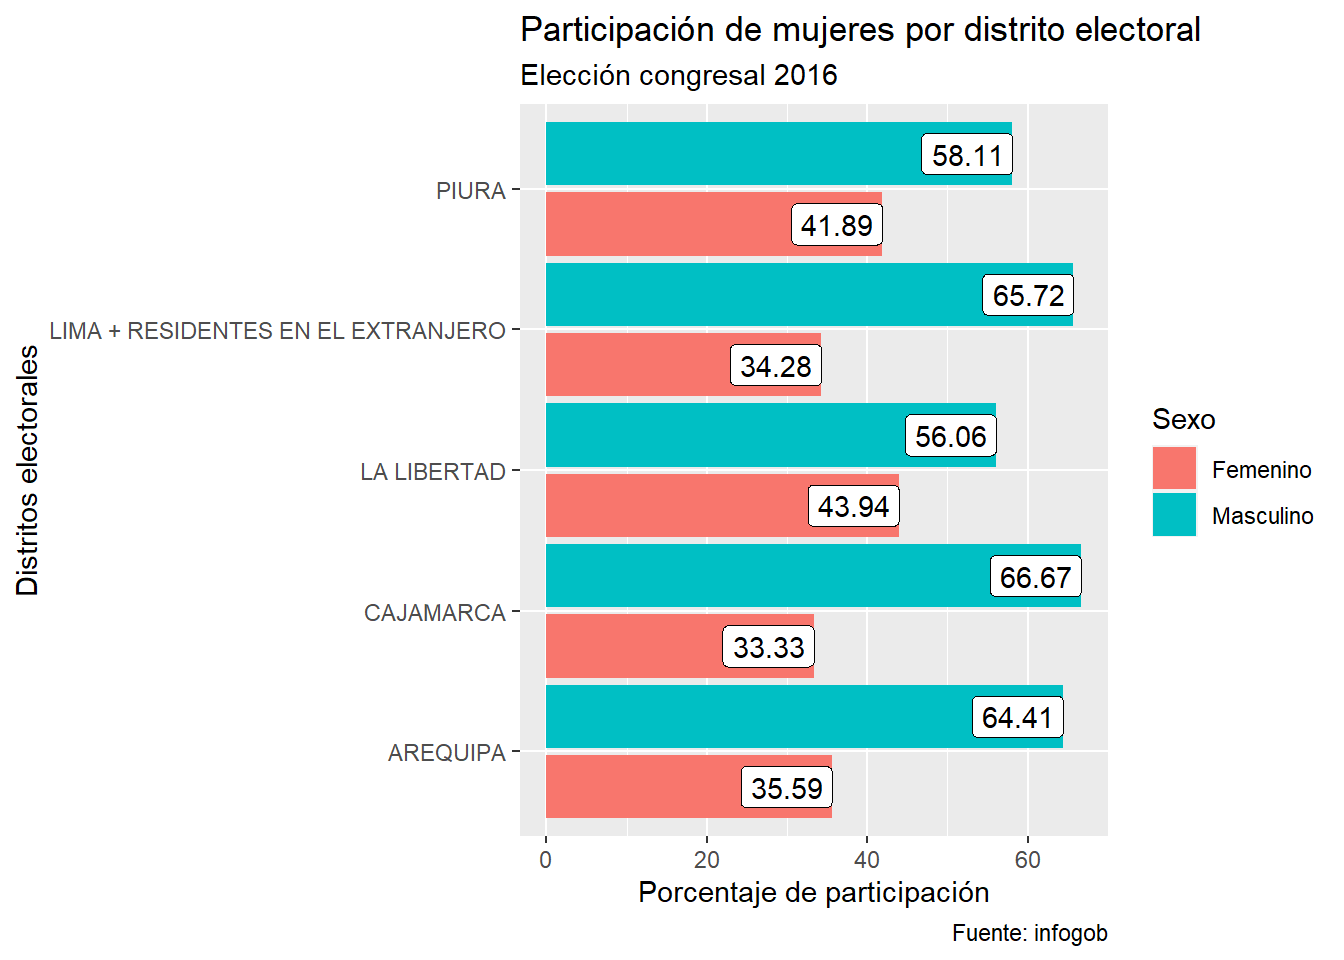 Participación de mujeres por distrito electoral
Elección congresal 2016
PIURA
58.11
41.89
LIMA + RESIDENTES EN EL EXTRANJERO
65.72
34.28
LA LIBERTAD
56.06
43.94
CAJAMARCA
66.67
33.33
AREQUIPA
64.41
35.59
Distritos electorales
0 20 40 60
Porcentaje de participación
Sexo
Femenino
Masculino
Fuente: infogob